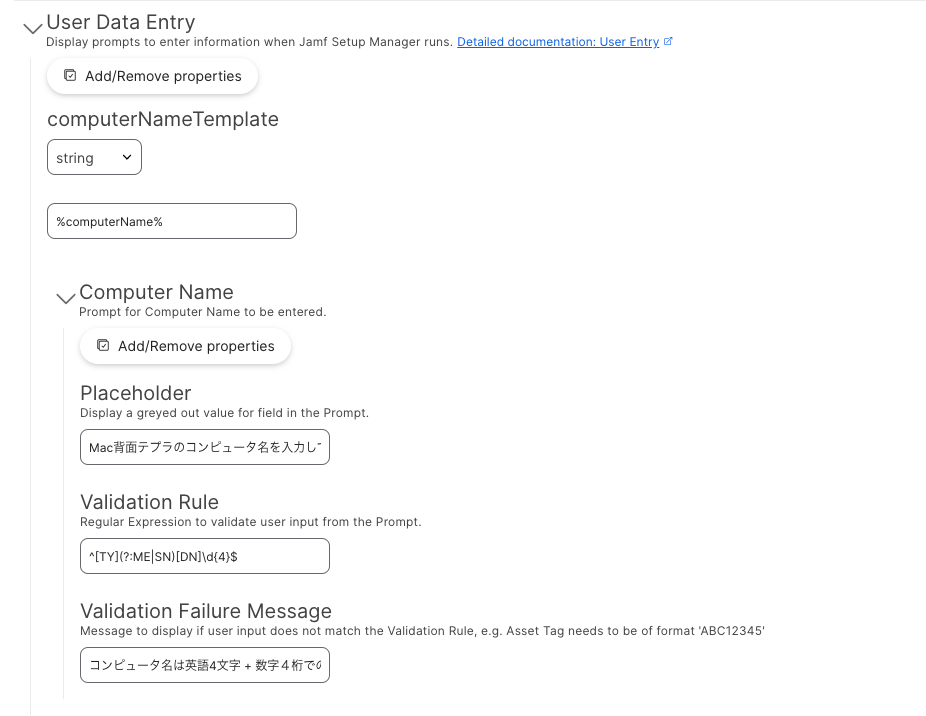 User Data Entry
Display prompts to enter information when Jamf Setup Manager runs. Detailed documentation: User Entry
Add/Remove properties
computerNameTemplate
string
%computerName%
Computer Name
Prompt for Computer Name to be entered.
Add/Remove properties
Placeholder
Display a greyed out value for field in the Prompt.
Mac背面テプラのコンピュータ名を入力し
Validation Rule
Regular Expression to validate user input from the Prompt.
^[TY](?:ME|SN)[DN]\d{4}$
Validation Failure Message
Message to display if user input does not match the Validation Rule, e.g. Asset Tag needs to be of format 'ABC12345'
コンピュータ名は英語4文字 + 数字４桁で